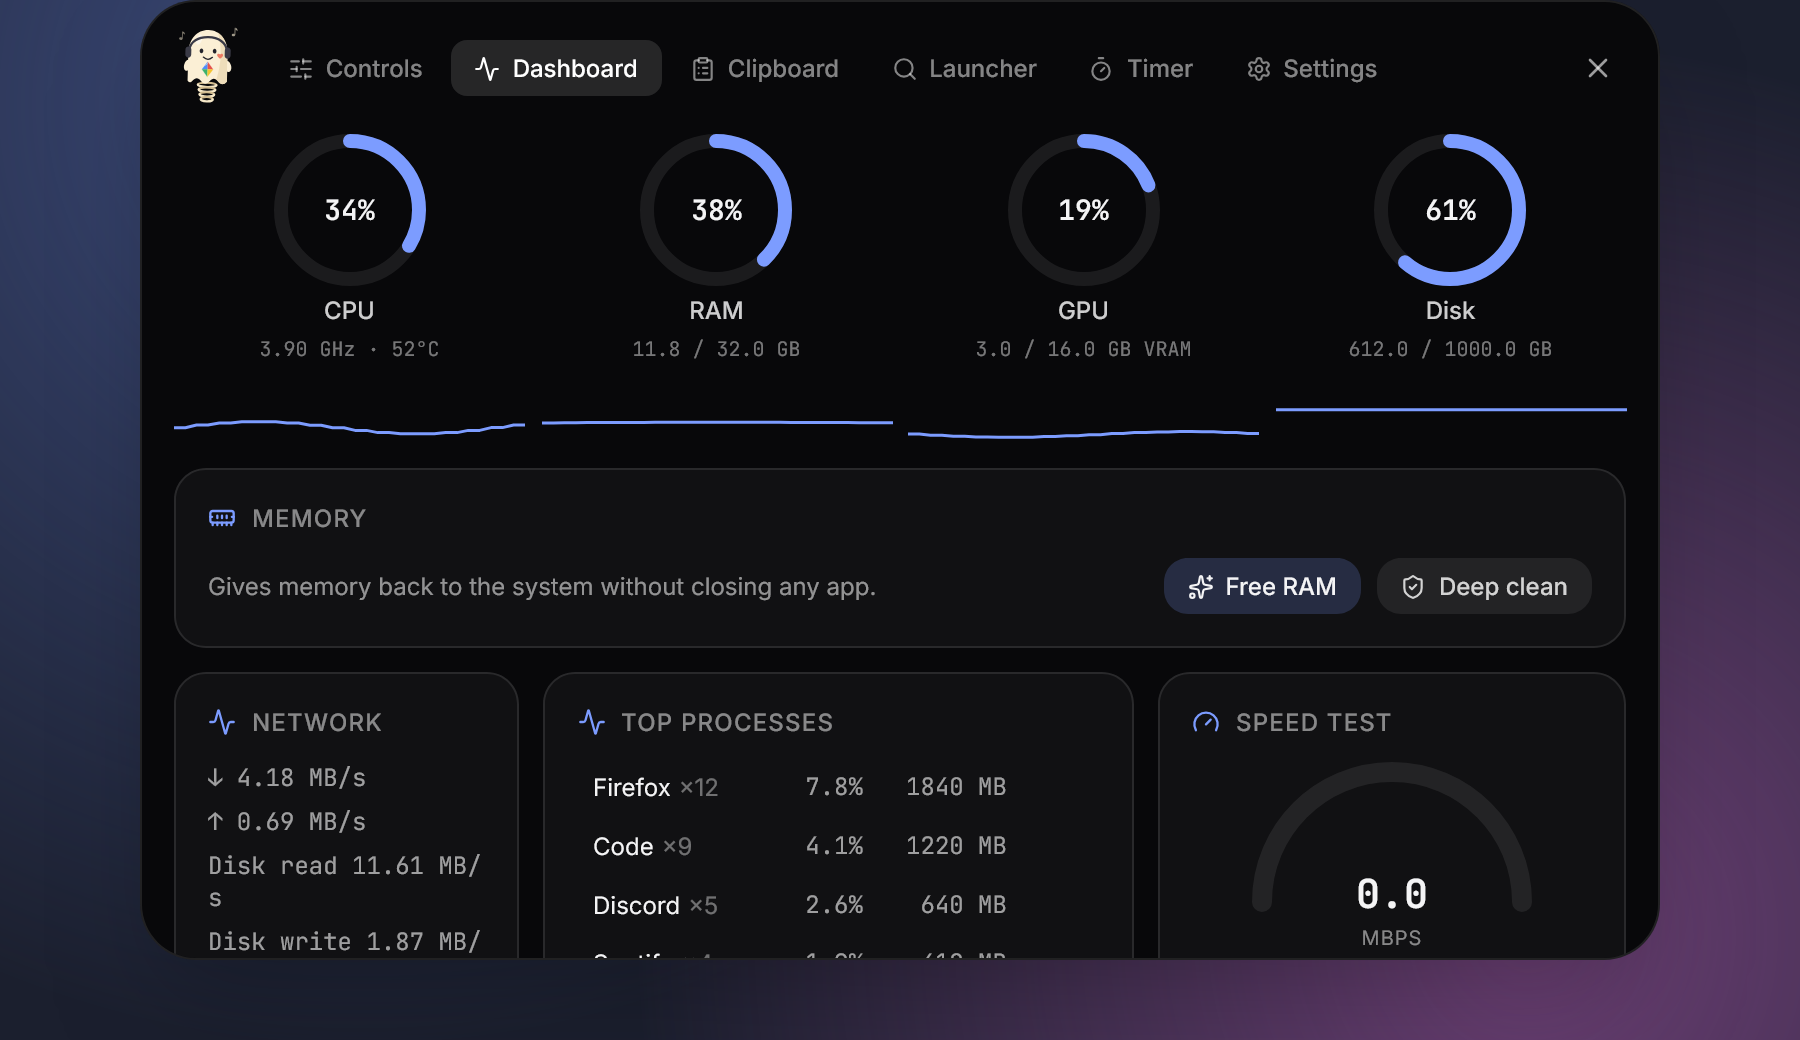 Controls
Dashboard
Clipboard
Launcher
Timer
Settings
34%
38%
19%
61%
CPU
RAM
GPU
Disk
3.90 GHz · 52°C
11.8 / 32.0 GB
3.0 / 16.0 GB VRAM
612.0 / 1000.0 GB
MEMORY
Gives memory back to the system without closing any app.
Free RAM
Deep clean
NETWORK
↓ 4.18 MB/s
↑ 0.69 MB/s
Disk read 11.61 MB/
s
Disk write 1.87 MB/
TOP PROCESSES
Firefox ×12 7.8% 1840 MB
Code ×9 4.1% 1220 MB
Discord ×5 2.6% 640 MB
SPEED TEST
0.0
MBPS